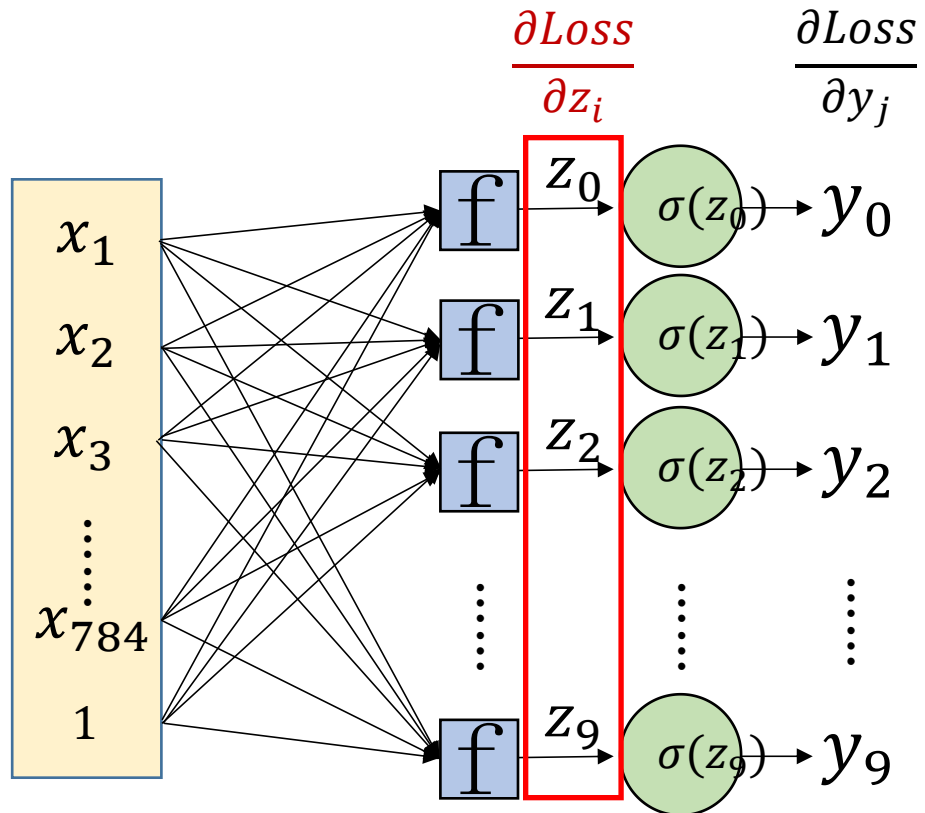 ∂Loss/∂z_i
∂Loss/∂y_j
x_1
x_2
x_3
......
x_784
1
f z_0 σ(z_0) y_0
f z_1 σ(z_1) y_1
f z_2 σ(z_2) y_2
...... ...... ......
f z_9 σ(z_9) y_9